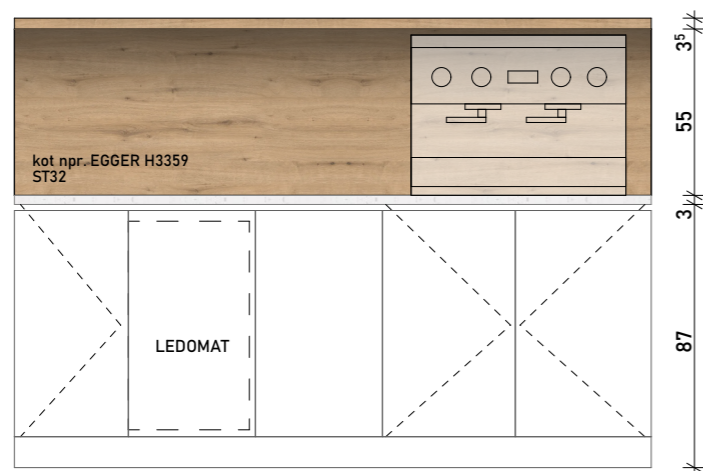 3⁵
55
kot npr. EGGER H3359
ST32
3
LEDOMAT
87